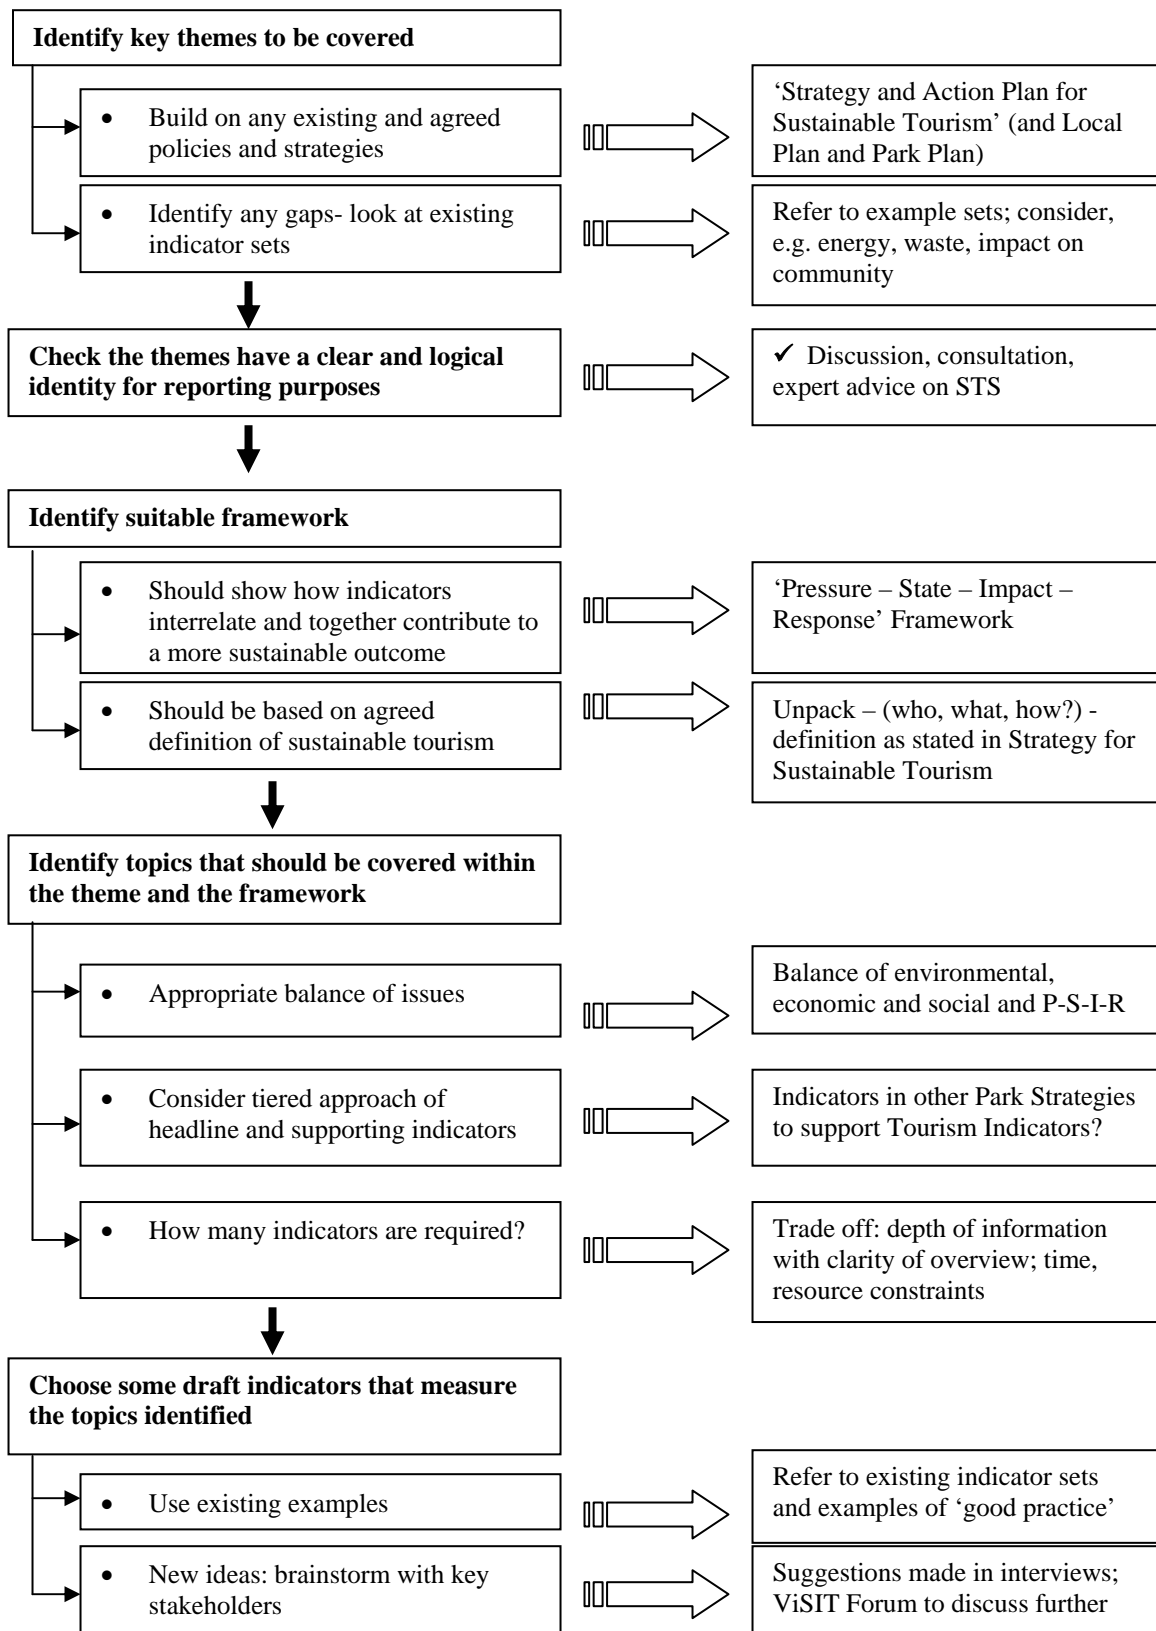 Identify key themes to be covered
• Build on any existing and agreed
policies and strategies
‘Strategy and Action Plan for
Sustainable Tourism’ (and Local
Plan and Park Plan)
• Identify any gaps- look at existing
indicator sets
Refer to example sets; consider,
e.g. energy, waste, impact on
community
Check the themes have a clear and logical
identity for reporting purposes
✓ Discussion, consultation,
expert advice on STS
Identify suitable framework
• Should show how indicators
interrelate and together contribute to
a more sustainable outcome
‘Pressure – State – Impact –
Response’ Framework
• Should be based on agreed
definition of sustainable tourism
Unpack – (who, what, how?) -
definition as stated in Strategy for
Sustainable Tourism
Identify topics that should be covered within
the theme and the framework
• Appropriate balance of issues
Balance of environmental,
economic and social and P-S-I-R
• Consider tiered approach of
headline and supporting indicators
Indicators in other Park Strategies
to support Tourism Indicators?
• How many indicators are required?
Trade off: depth of information
with clarity of overview; time,
resource constraints
Choose some draft indicators that measure
the topics identified
• Use existing examples
Refer to existing indicator sets
and examples of ‘good practice’
• New ideas: brainstorm with key
stakeholders
Suggestions made in interviews;
ViSIT Forum to discuss further